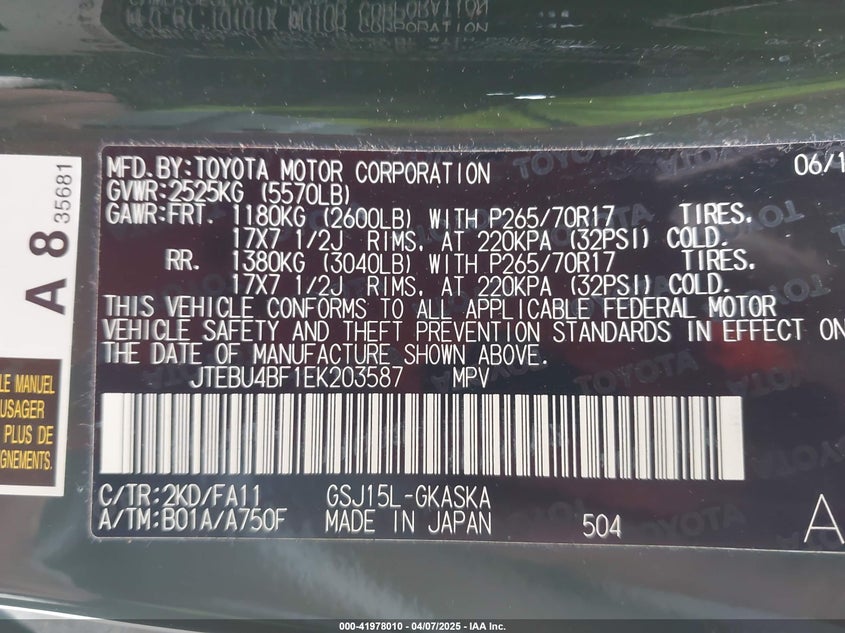 MFD.BY:TOYOTA MOTOR CORPORATION 06/1
GVWR:2525KG (5570LB)
GAWR:FRT. 1180KG (2600LB) WITH P265/70R17 TIRES.
17X7 1/2J RIMS, AT 220KPA (32PSI) COLD.
RR. 1380KG (3040LB) WITH P265/70R17 TIRES.
17X7 1/2J RIMS, AT 220KPA (32PSI) COLD.
THIS VEHICLE CONFORMS TO ALL APPLICABLE FEDERAL MOTOR
VEHICLE SAFETY AND THEFT PREVENTION STANDARDS IN EFFECT ON
THE DATE OF MANUFACTURE SHOWN ABOVE.
JTEBU4BF1EK203587 MPV
C/TR:2KD/FA11 GSJ15L-GKASKA
A/TM:B01A/A750F MADE IN JAPAN 504 A
A 8 35681
LE MANUEL
USAGER
PLUS DE
GNEMENTS.
000-41978010 - 04/07/2025 - IAA Inc.